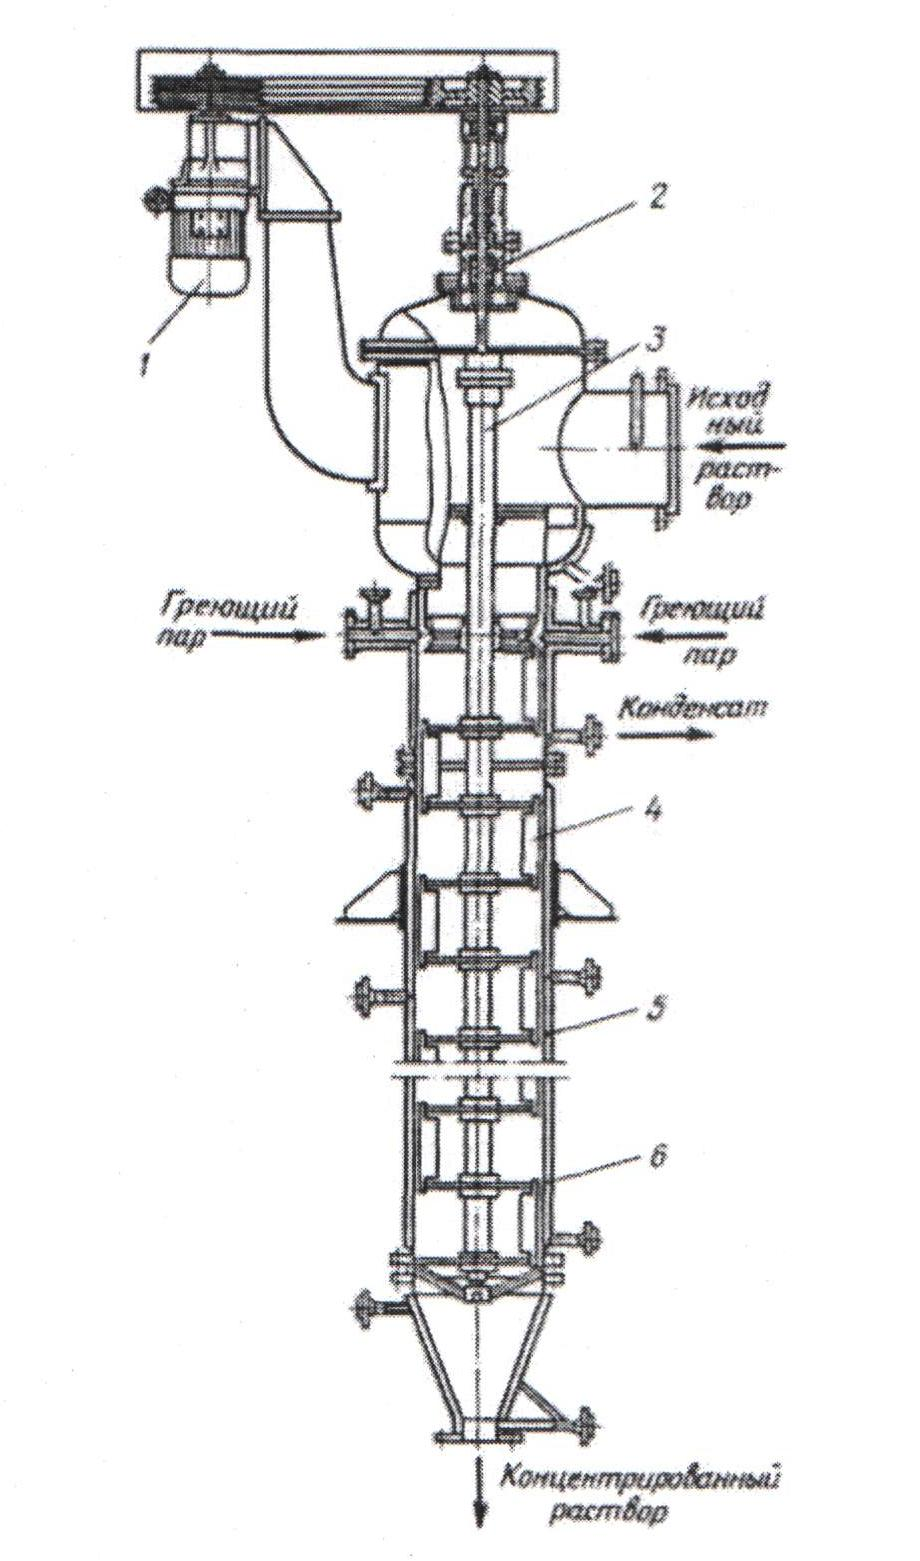 2
1
3
Исход
ный
раст-
вор
Греющий
пар
Греющий
пар
Конденсат
4
5
6
Концентрированный
раствор